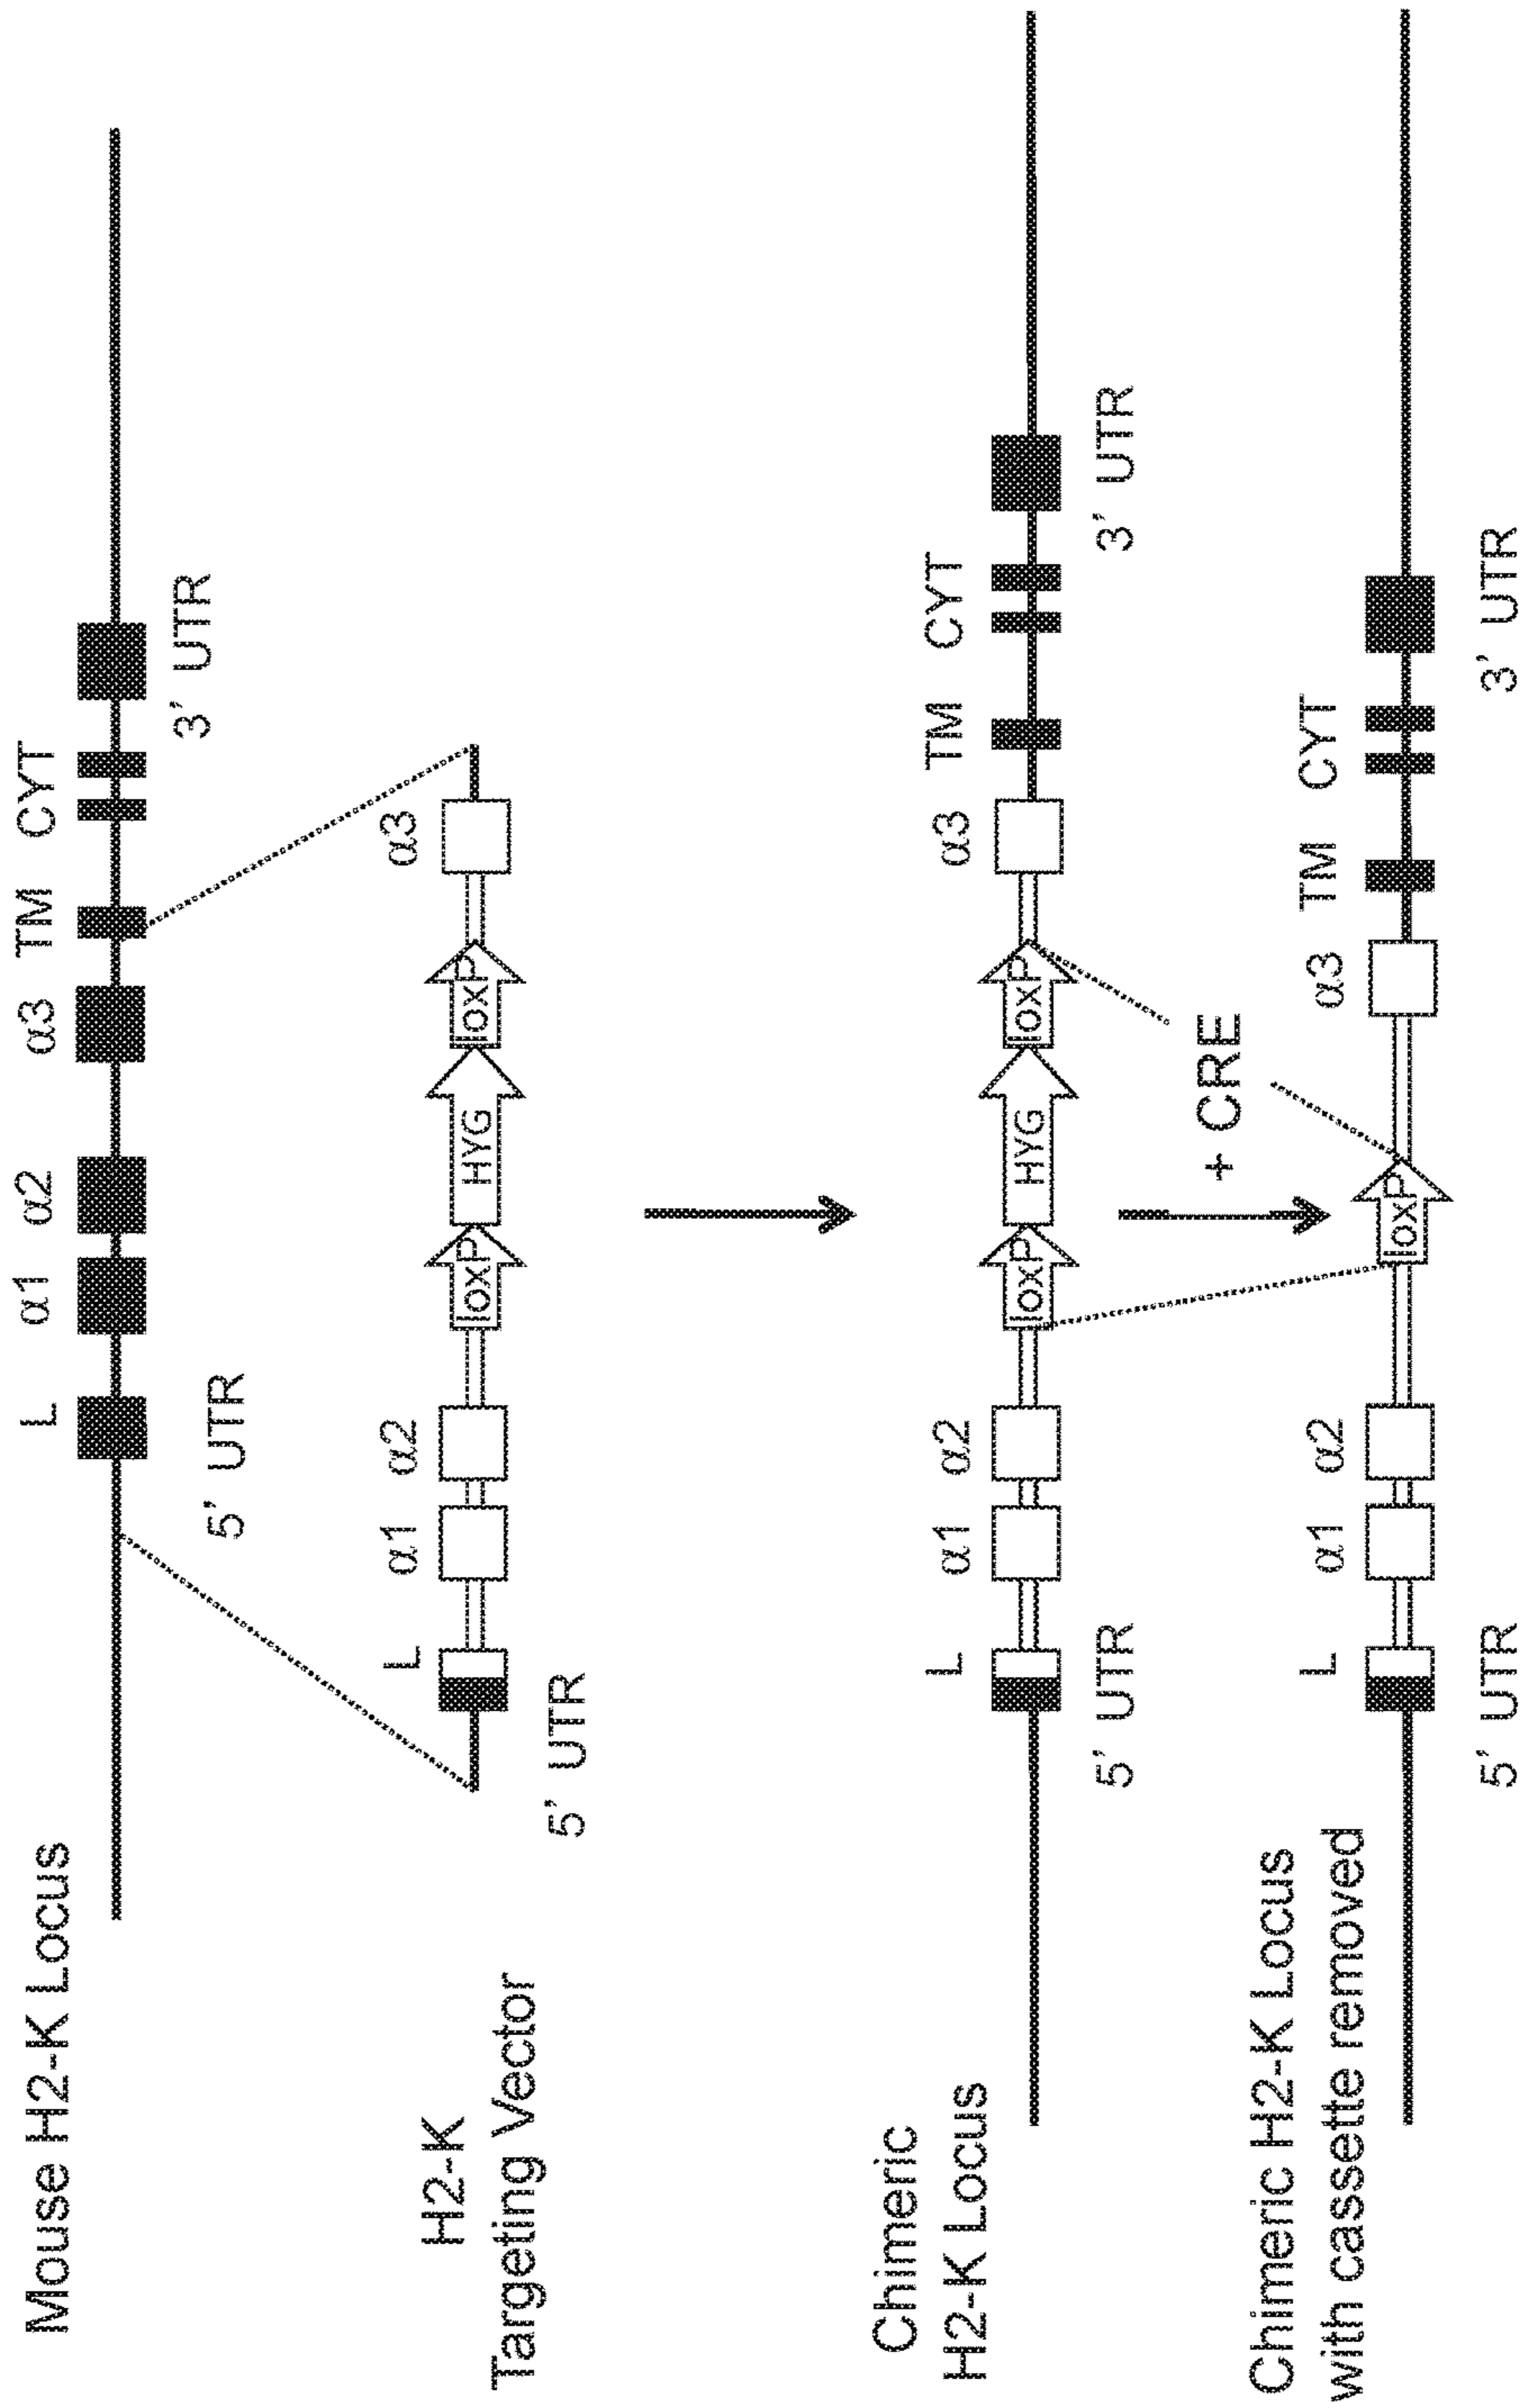 Mouse H2-K Locus
L α1 α2 α3 TM CYT
5' UTR 3' UTR
H2-K
Targeting Vector
L α1 α2 α3
loxP HYG loxP
5' UTR
Chimeric
H2-K Locus
L α1 α2 α3 TM CYT
loxP HYG loxP
5' UTR 3' UTR
+ CRE
Chimeric H2-K Locus
with cassette removed
L α1 α2 α3 TM CYT
loxP
5' UTR 3' UTR